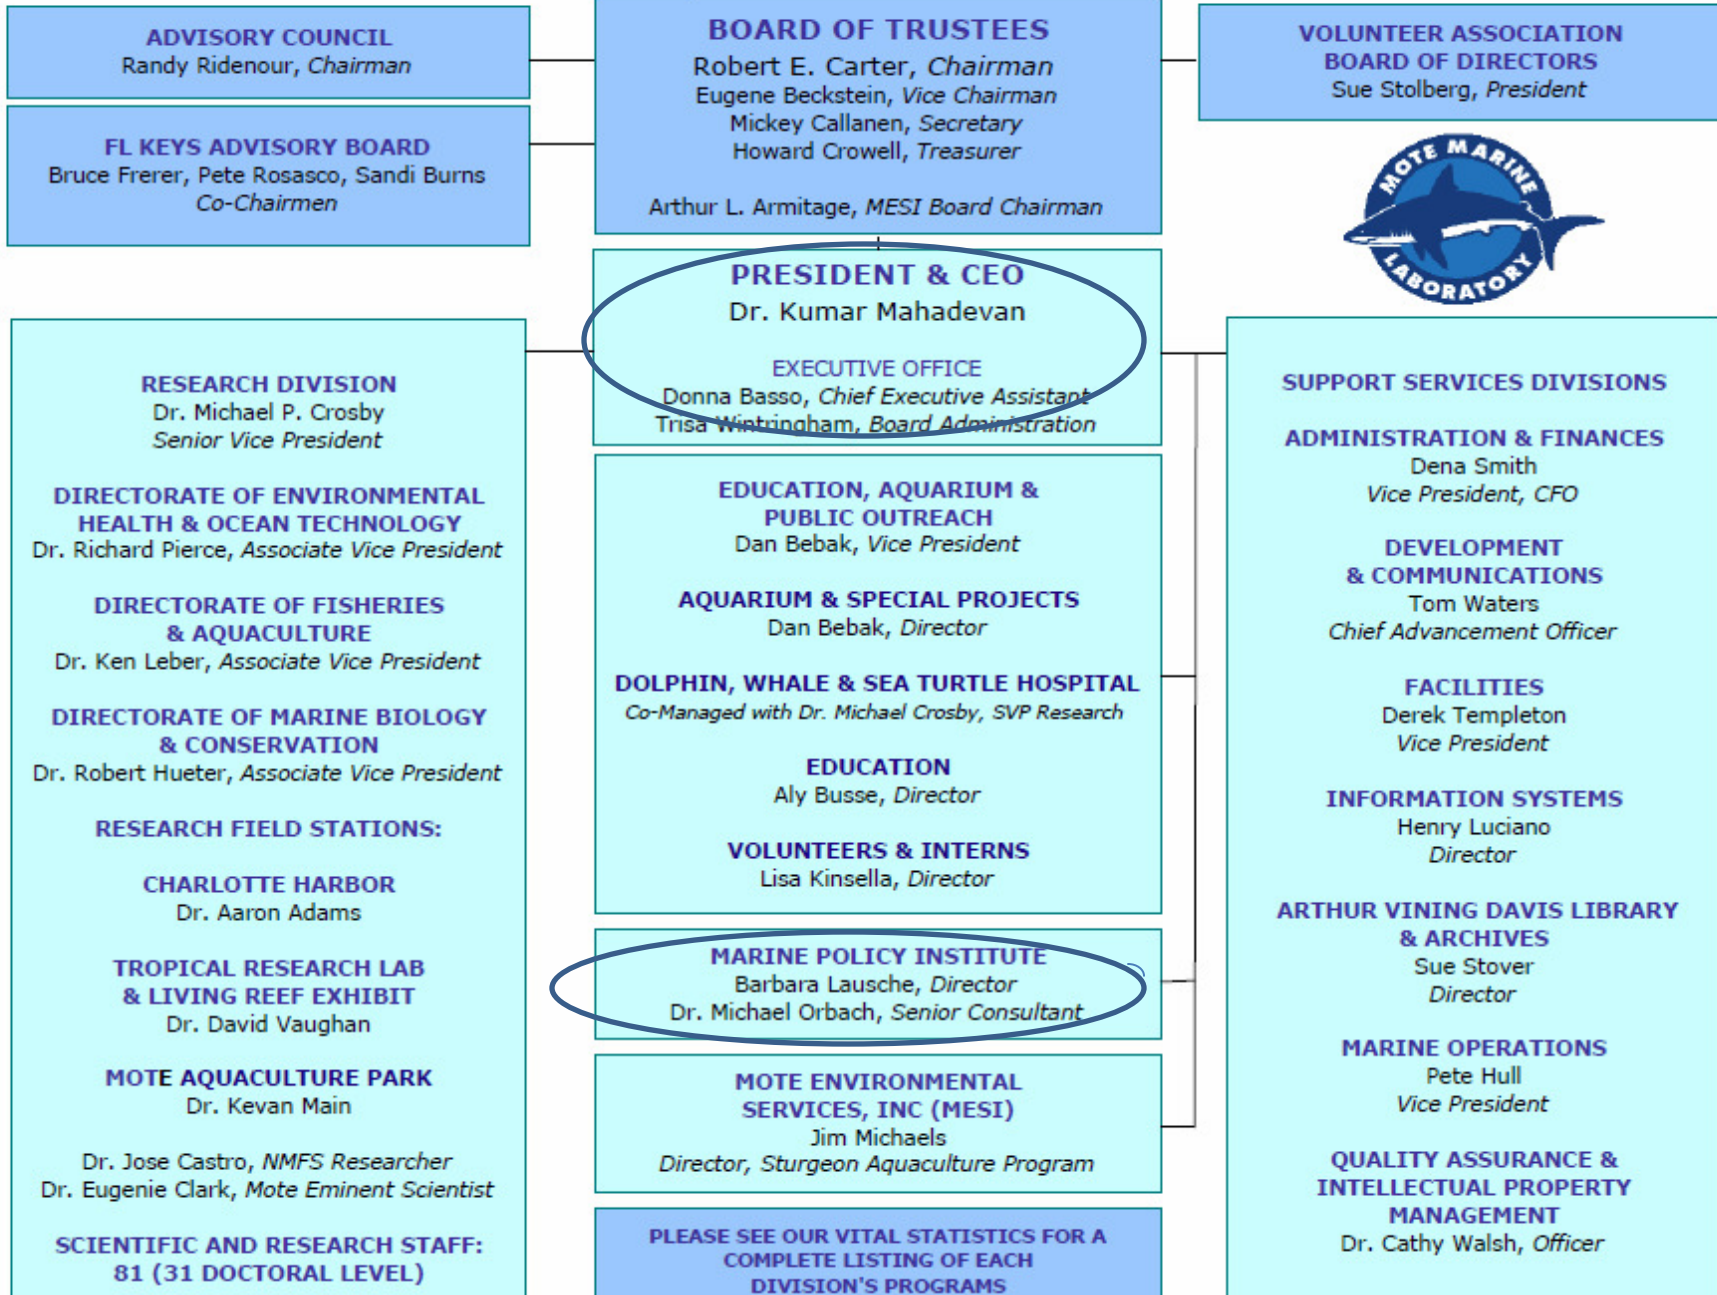 ADVISORY COUNCIL
Randy Ridenour, Chairman
FL KEYS ADVISORY BOARD
Bruce Frerer, Pete Rosasco, Sandi Burns
Co-Chairmen
BOARD OF TRUSTEES
Robert E. Carter, Chairman
Eugene Beckstein, Vice Chairman
Mickey Callanen, Secretary
Howard Crowell, Treasurer
Arthur L. Armitage, MESI Board Chairman
VOLUNTEER ASSOCIATION
BOARD OF DIRECTORS
Sue Stolberg, President
MOTE MARINE
LABORATORY
PRESIDENT & CEO
Dr. Kumar Mahadevan
EXECUTIVE OFFICE
Donna Basso, Chief Executive Assistant
Trisa Wintringham, Board Administration
RESEARCH DIVISION
Dr. Michael P. Crosby
Senior Vice President
DIRECTORATE OF ENVIRONMENTAL
HEALTH & OCEAN TECHNOLOGY
Dr. Richard Pierce, Associate Vice President
DIRECTORATE OF FISHERIES
& AQUACULTURE
Dr. Ken Leber, Associate Vice President
DIRECTORATE OF MARINE BIOLOGY
& CONSERVATION
Dr. Robert Hueter, Associate Vice President
RESEARCH FIELD STATIONS:
CHARLOTTE HARBOR
Dr. Aaron Adams
TROPICAL RESEARCH LAB
& LIVING REEF EXHIBIT
Dr. David Vaughan
MOTE AQUACULTURE PARK
Dr. Kevan Main
Dr. Jose Castro, NMFS Researcher
Dr. Eugenie Clark, Mote Eminent Scientist
SCIENTIFIC AND RESEARCH STAFF:
81 (31 DOCTORAL LEVEL)
EDUCATION, AQUARIUM &
PUBLIC OUTREACH
Dan Bebak, Vice President
AQUARIUM & SPECIAL PROJECTS
Dan Bebak, Director
DOLPHIN, WHALE & SEA TURTLE HOSPITAL
Co-Managed with Dr. Michael Crosby, SVP Research
EDUCATION
Aly Busse, Director
VOLUNTEERS & INTERNS
Lisa Kinsella, Director
MARINE POLICY INSTITUTE
Barbara Lausche, Director
Dr. Michael Orbach, Senior Consultant
MOTE ENVIRONMENTAL
SERVICES, INC (MESI)
Jim Michaels
Director, Sturgeon Aquaculture Program
PLEASE SEE OUR VITAL STATISTICS FOR A
COMPLETE LISTING OF EACH
DIVISION'S PROGRAMS
SUPPORT SERVICES DIVISIONS
ADMINISTRATION & FINANCES
Dena Smith
Vice President, CFO
DEVELOPMENT
& COMMUNICATIONS
Tom Waters
Chief Advancement Officer
FACILITIES
Derek Templeton
Vice President
INFORMATION SYSTEMS
Henry Luciano
Director
ARTHUR VINING DAVIS LIBRARY
& ARCHIVES
Sue Stover
Director
MARINE OPERATIONS
Pete Hull
Vice President
QUALITY ASSURANCE &
INTELLECTUAL PROPERTY
MANAGEMENT
Dr. Cathy Walsh, Officer